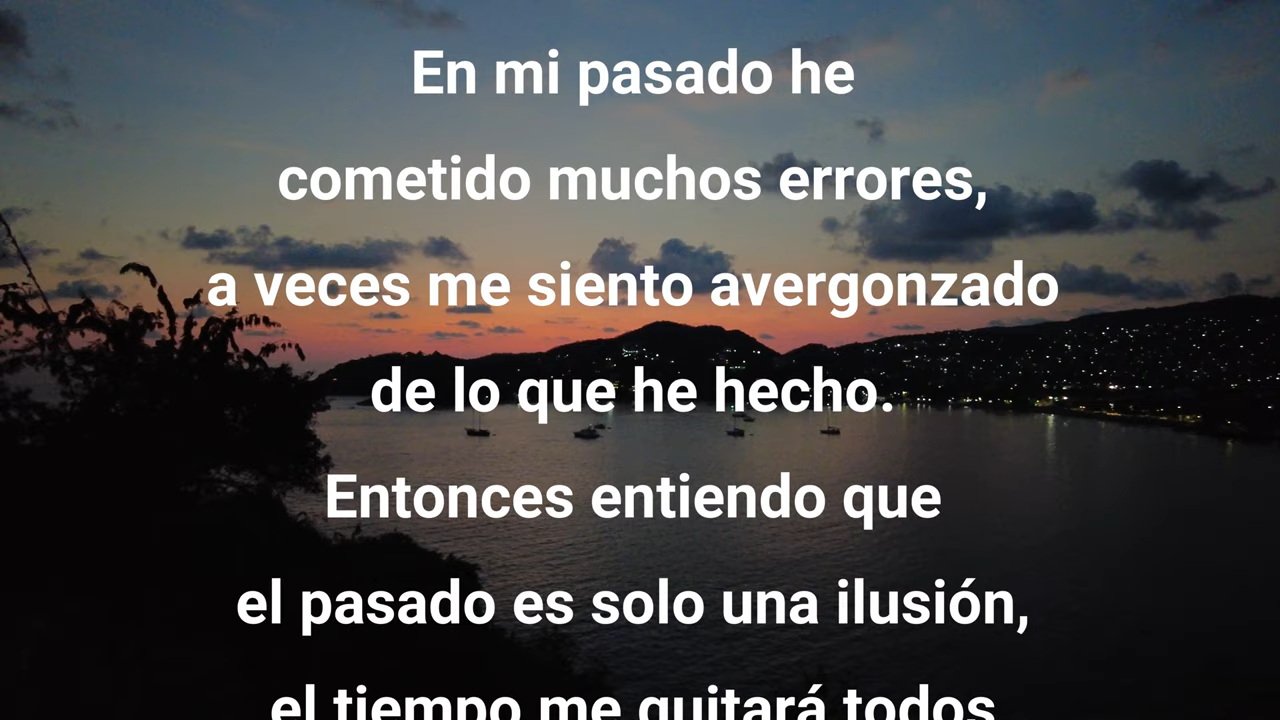 En mi pasado he
cometido muchos errores,
a veces me siento avergonzado
de lo que he hecho.
Entonces entiendo que
el pasado es solo una ilusión,
el tiempo me quitará todos